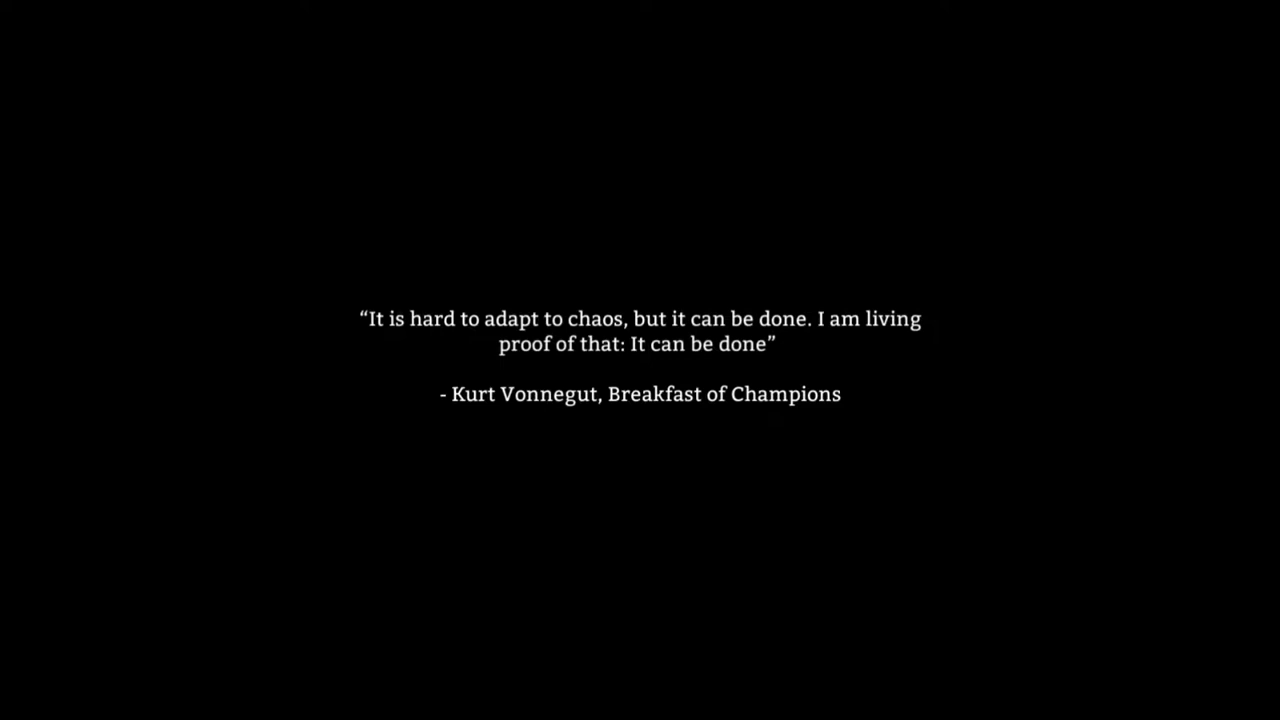 “It is hard to adapt to chaos, but it can be done. I am living
proof of that: It can be done”
- Kurt Vonnegut, Breakfast of Champions